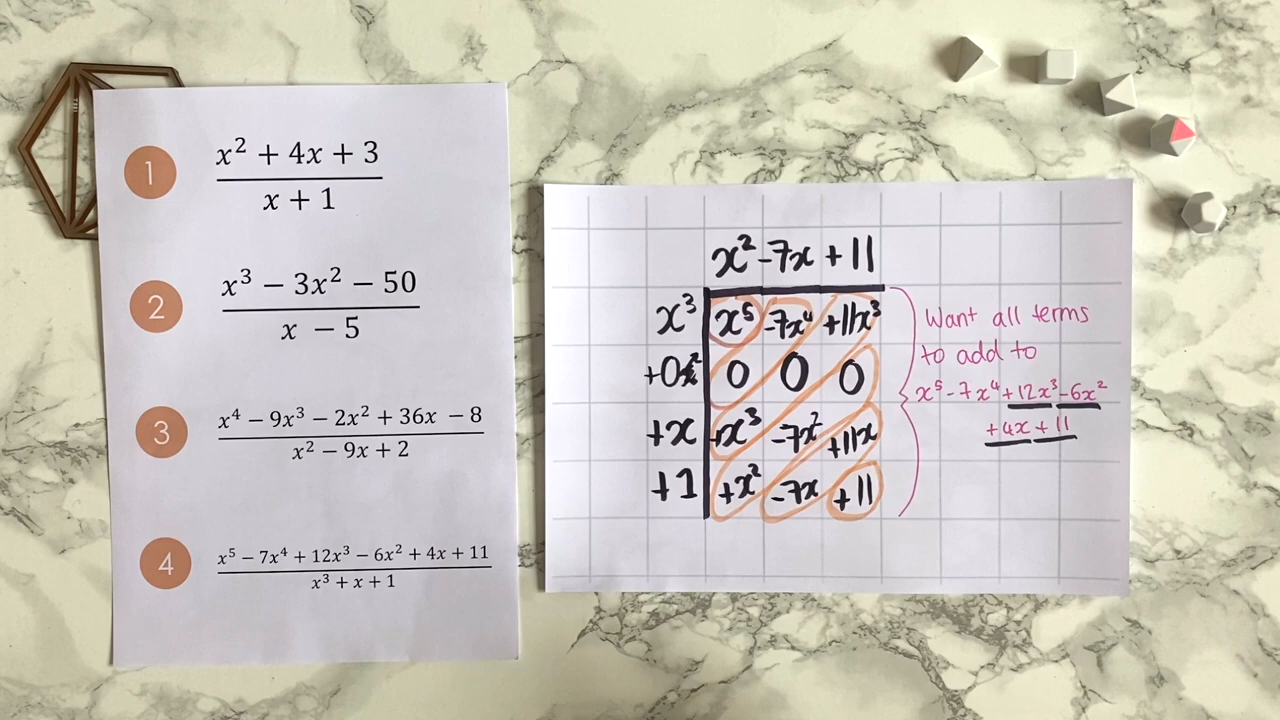 1
x² + 4x + 3
x + 1
2
x³ − 3x² − 50
x − 5
3
x⁴ − 9x³ − 2x² + 36x − 8
x² − 9x + 2
4
x⁵ − 7x⁴ + 12x³ − 6x² + 4x + 11
x³ + x + 1
x² -7x +11
x³ x⁵ -7x⁴ +11x³
+0x² 0 0 0
+x +x³ -7x² +11x
+1 +x² -7x +11
Want all terms
to add to
x⁵-7x⁴+12x³-6x²
+4x+11